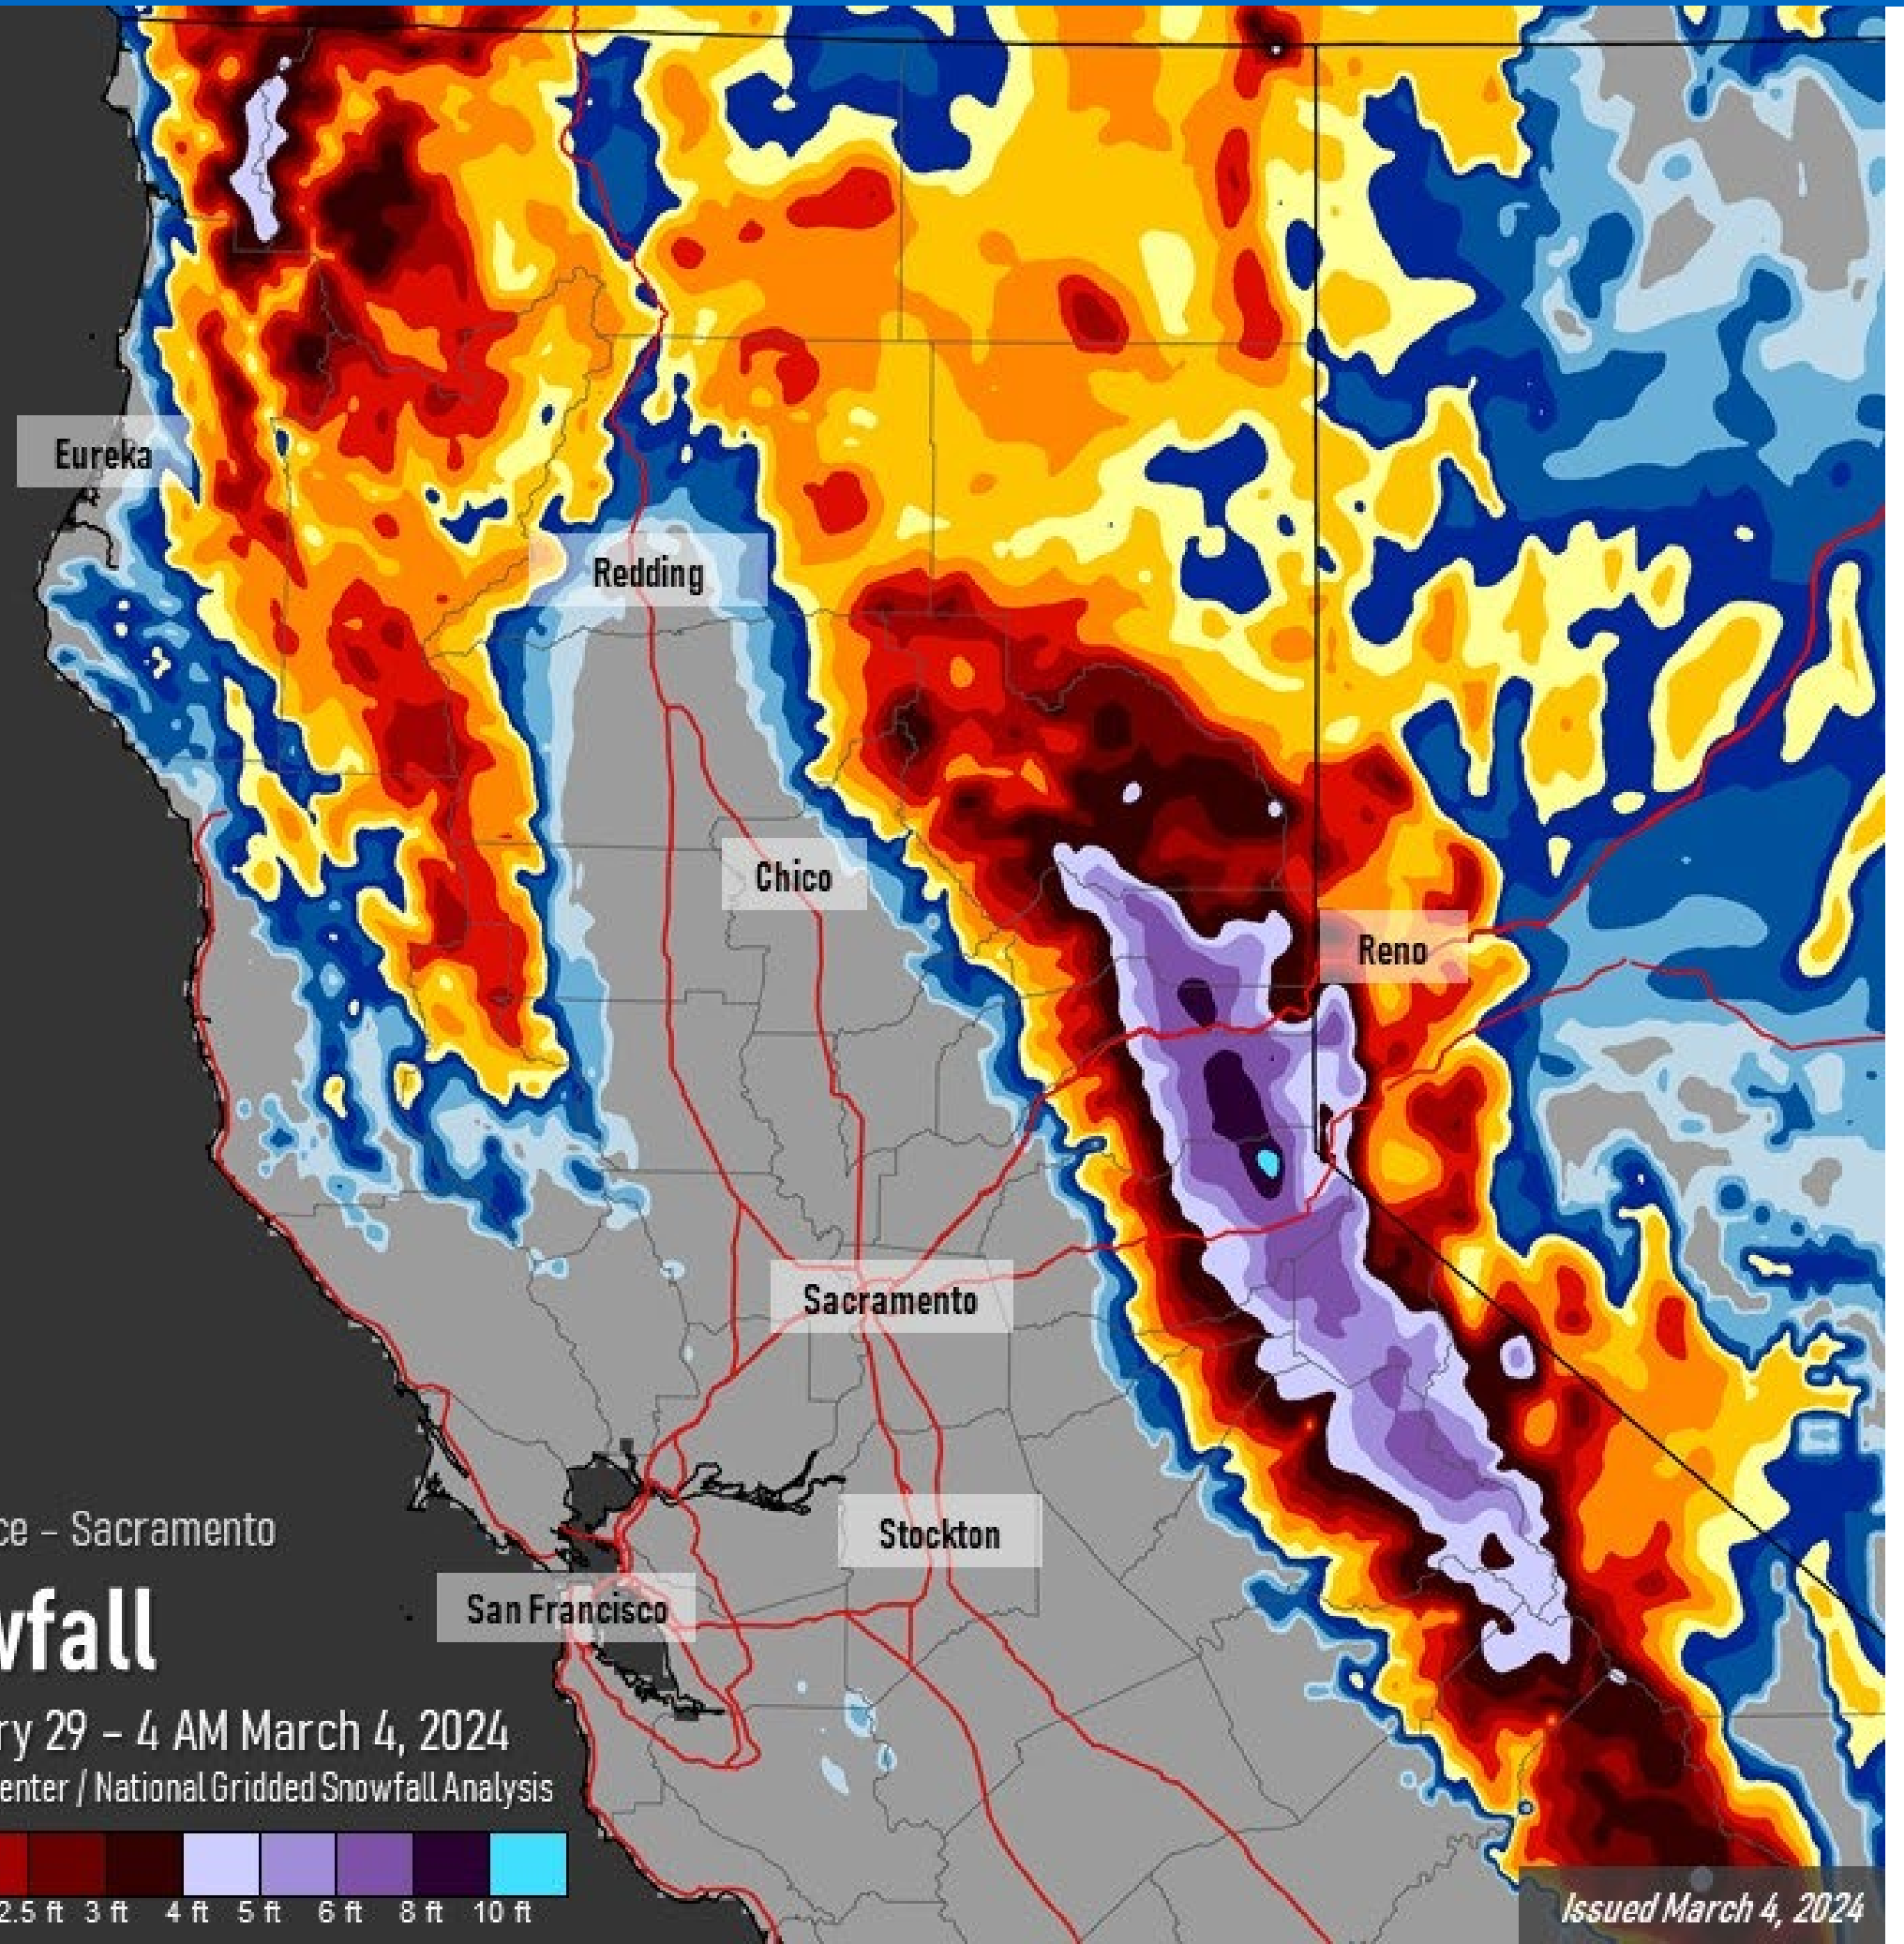 Eureka
Redding
Chico
Reno
Sacramento
Stockton
San Francisco
ce – Sacramento
wfall
ry 29 – 4 AM March 4, 2024
enter / National Gridded Snowfall Analysis
2.5 ft 3 ft 4 ft 5 ft 6 ft 8 ft 10 ft
Issued March 4, 2024